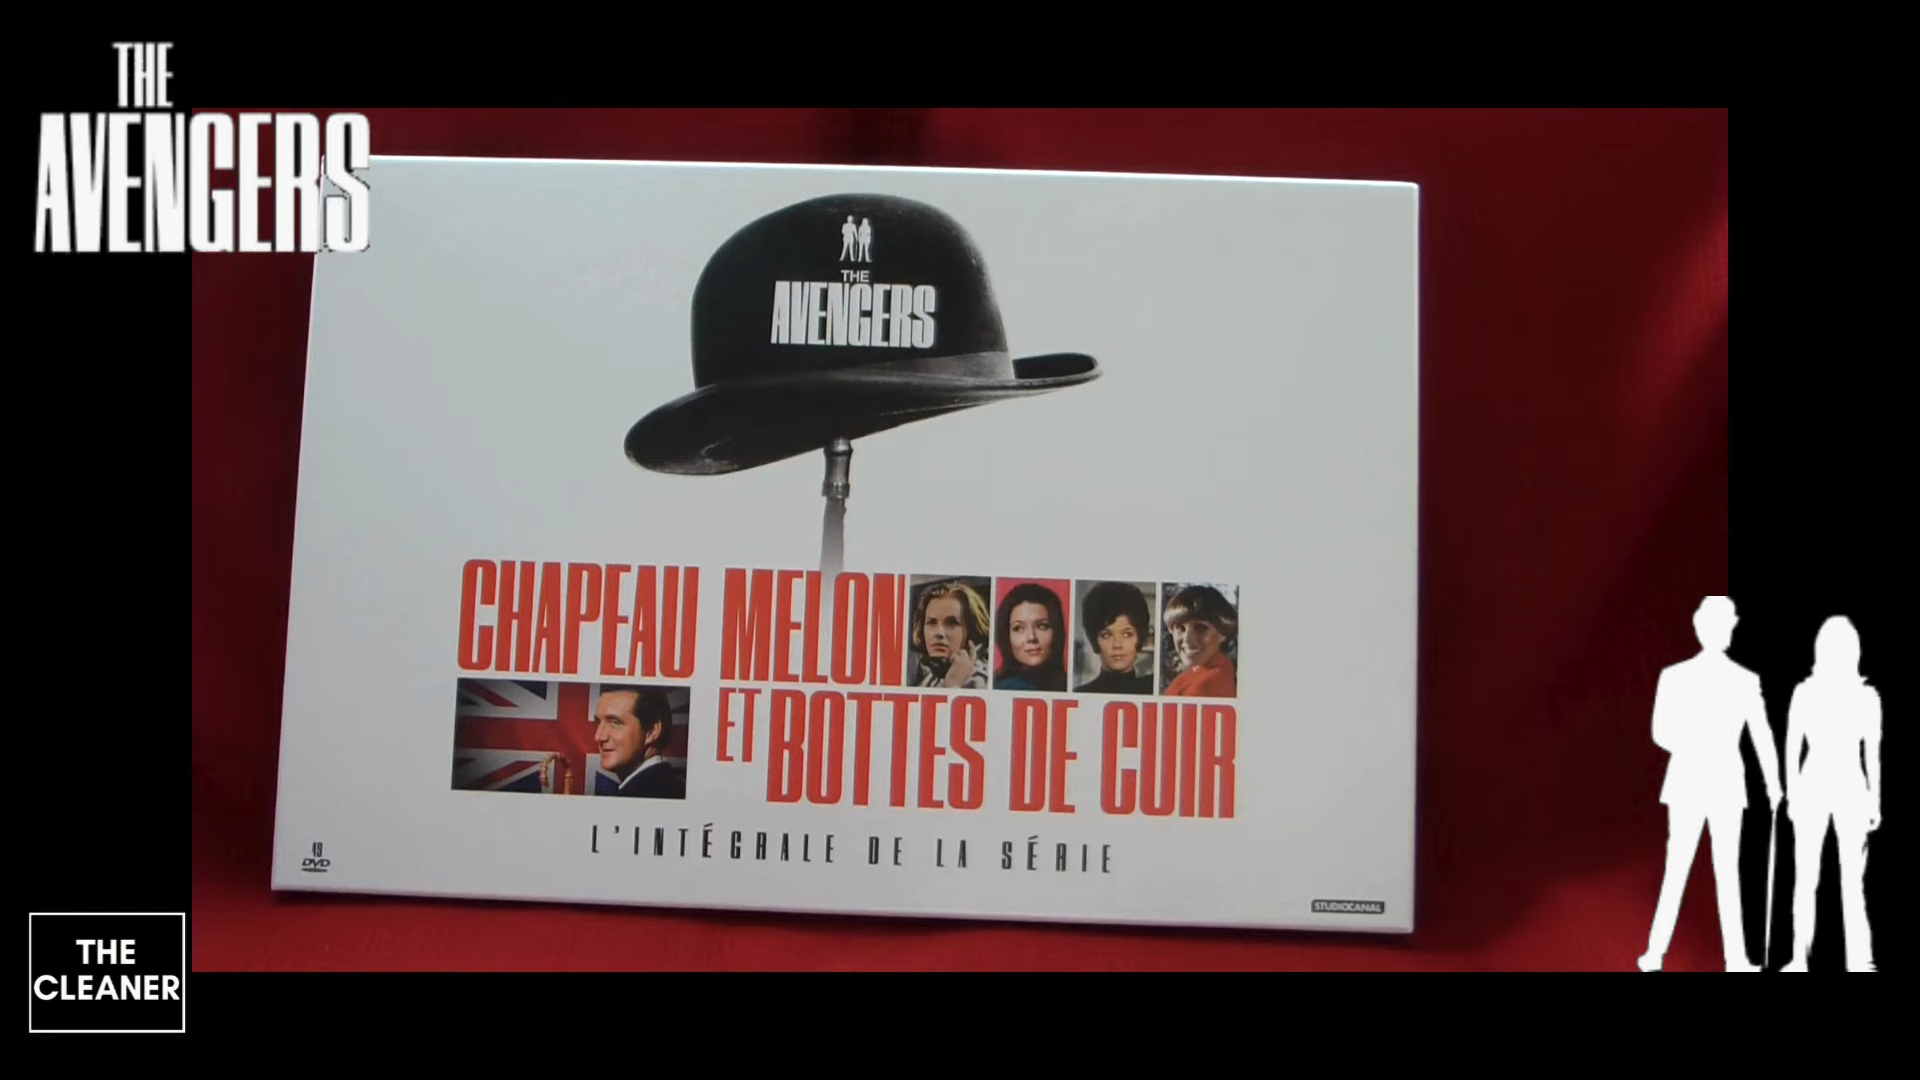 THE
AVENGERS
THE
AVENGERS
CHAPEAU MELON
ET BOTTES DE CUIR
L'INTÉGRALE DE LA SÉRIE
49
DVD
STUDIOCANAL
THE
CLEANER